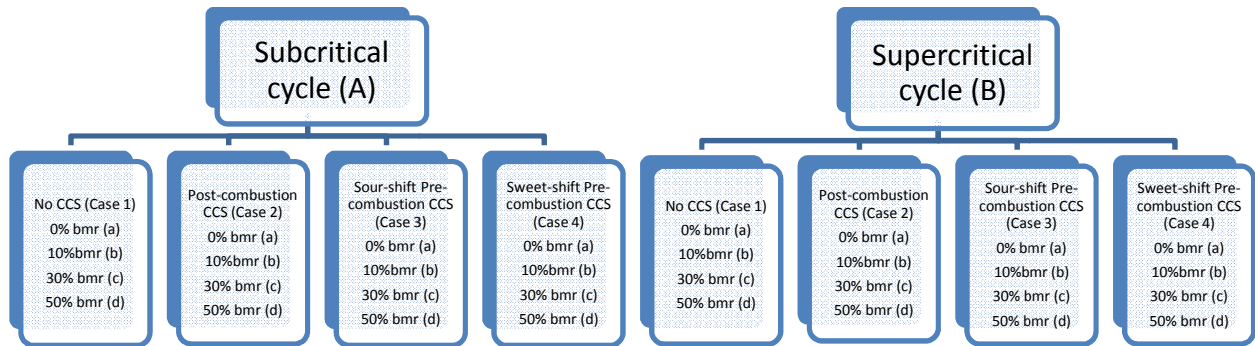 Subcritical
cycle (A)
No CCS (Case 1)
0% bmr (a)
10%bmr (b)
30% bmr (c)
50% bmr (d)
Post-combustion
CCS (Case 2)
0% bmr (a)
10%bmr (b)
30% bmr (c)
50% bmr (d)
Sour-shift Pre-
combustion CCS
(Case 3)
0% bmr (a)
10%bmr (b)
30% bmr (c)
50% bmr (d)
Sweet-shift Pre-
combustion CCS
(Case 4)
0% bmr (a)
10%bmr (b)
30% bmr (c)
50% bmr (d)
Supercritical
cycle (B)
No CCS (Case 1)
0% bmr (a)
10%bmr (b)
30% bmr (c)
50% bmr (d)
Post-combustion
CCS (Case 2)
0% bmr (a)
10%bmr (b)
30% bmr (c)
50% bmr (d)
Sour-shift Pre-
combustion CCS
(Case 3)
0% bmr (a)
10%bmr (b)
30% bmr (c)
50% bmr (d)
Sweet-shift Pre-
combustion CCS
(Case 4)
0% bmr (a)
10%bmr (b)
30% bmr (c)
50% bmr (d)